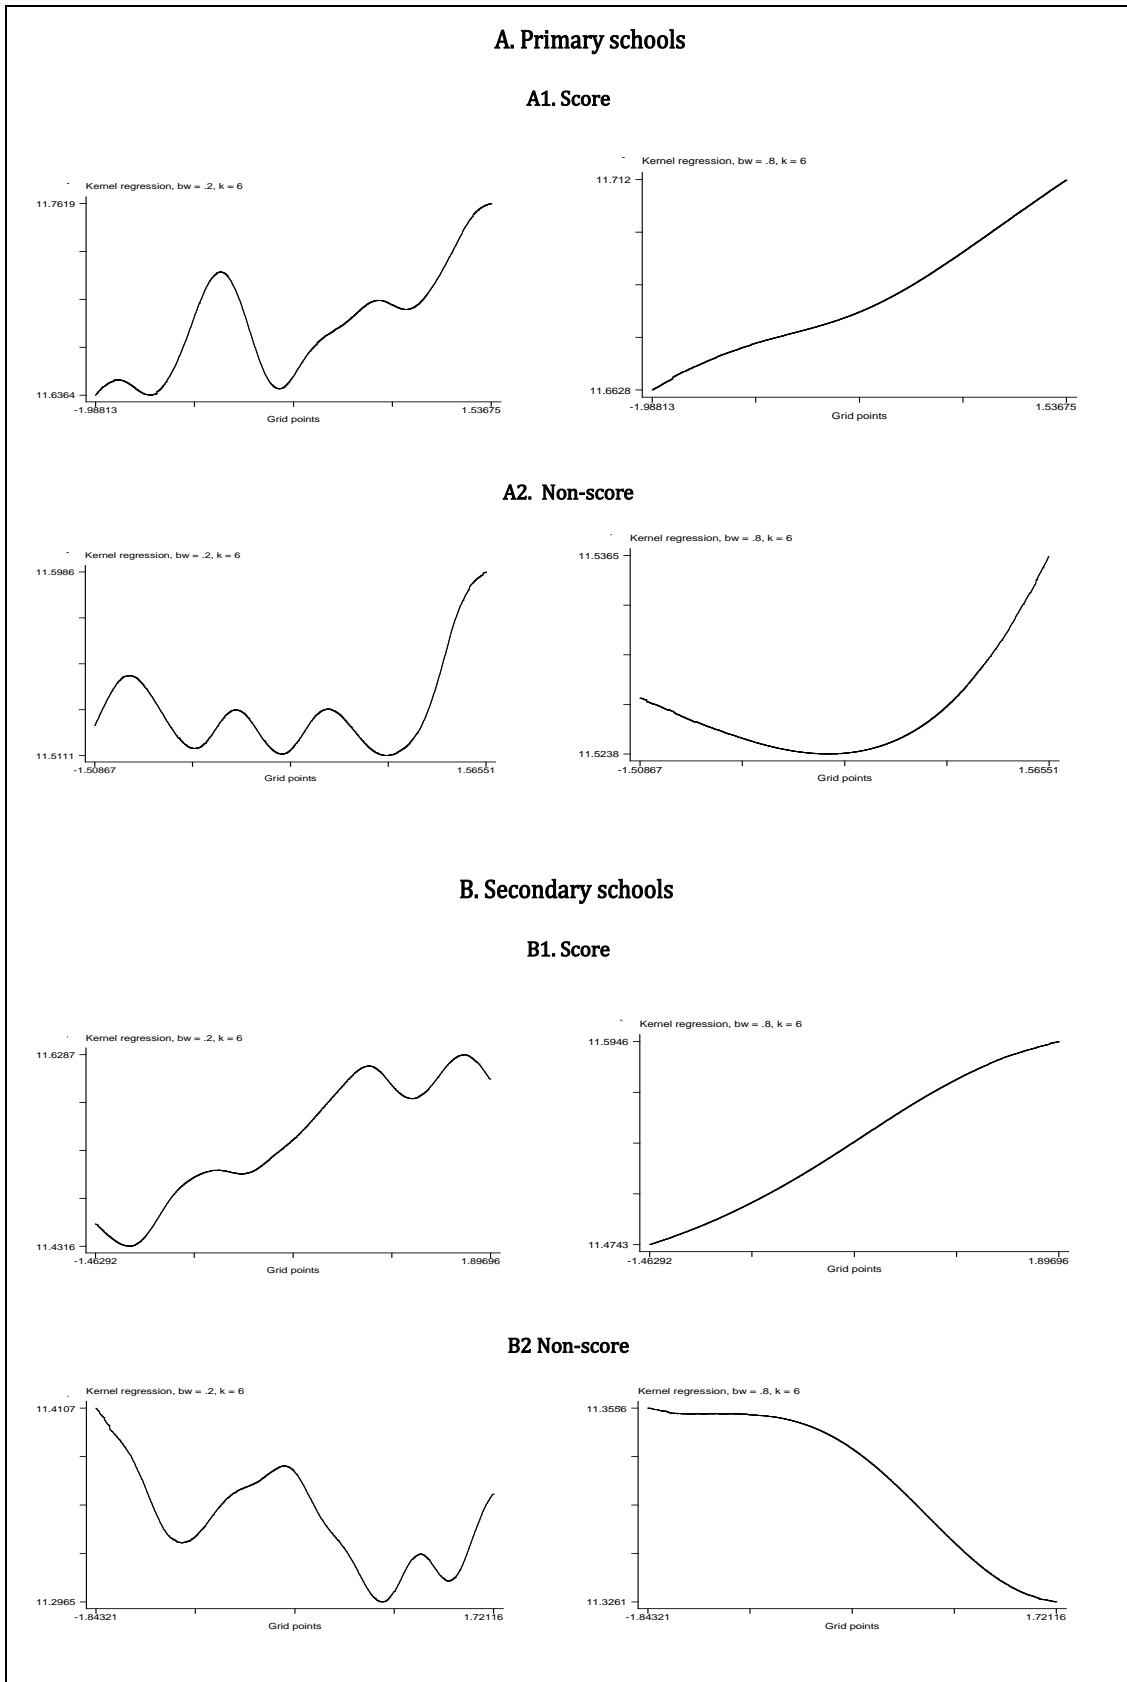 A. Primary schools
A1. Score
Kernel regression, bw = .2, k = 6
11.7619
11.6364
-1.98813
1.53675
Grid points
Kernel regression, bw = .8, k = 6
11.712
11.6628
-1.98813
1.53675
Grid points
A2. Non-score
Kernel regression, bw = .2, k = 6
11.5986
11.5111
-1.50867
1.56551
Grid points
Kernel regression, bw = .8, k = 6
11.5365
11.5238
-1.50867
1.56551
Grid points
B. Secondary schools
B1. Score
Kernel regression, bw = .2, k = 6
11.6287
11.4316
-1.46292
1.89696
Grid points
Kernel regression, bw = .8, k = 6
11.5946
11.4743
-1.46292
1.89696
Grid points
B2 Non-score
Kernel regression, bw = .2, k = 6
11.4107
11.2965
-1.84321
1.72116
Grid points
Kernel regression, bw = .8, k = 6
11.3556
11.3261
-1.84321
1.72116
Grid points